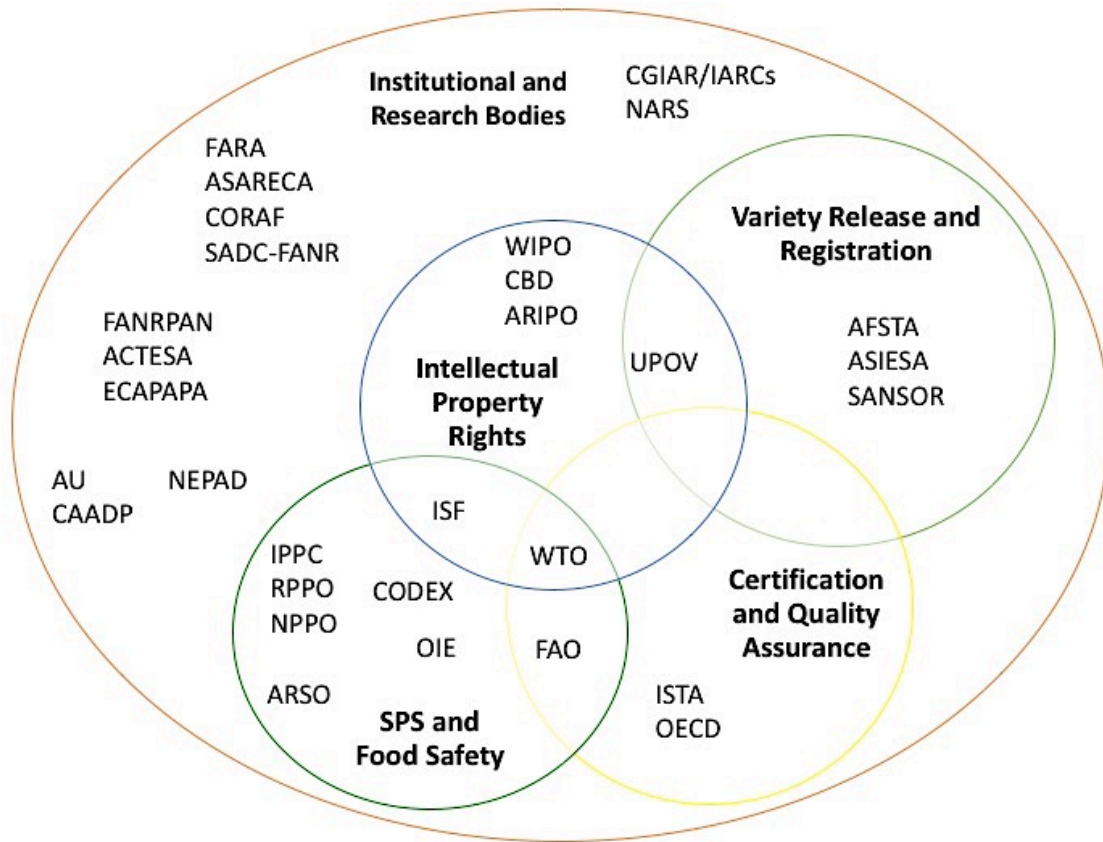 Institutional and
Research Bodies
CGIAR/IARCs
NARS
FARA
ASARECA
CORAF
SADC-FANR
Variety Release and
Registration
WIPO
CBD
ARIPO
FANRPAN
ACTESA
ECAPAPA
AFSTA
ASIESA
SANSOR
UPOV
Intellectual
Property
Rights
AU
NEPAD
CAADP
ISF
WTO
IPPC
RPPO
NPPO
CODEX
OIE
FAO
Certification
and Quality
Assurance
ARSO
ISTA
OECD
SPS and
Food Safety